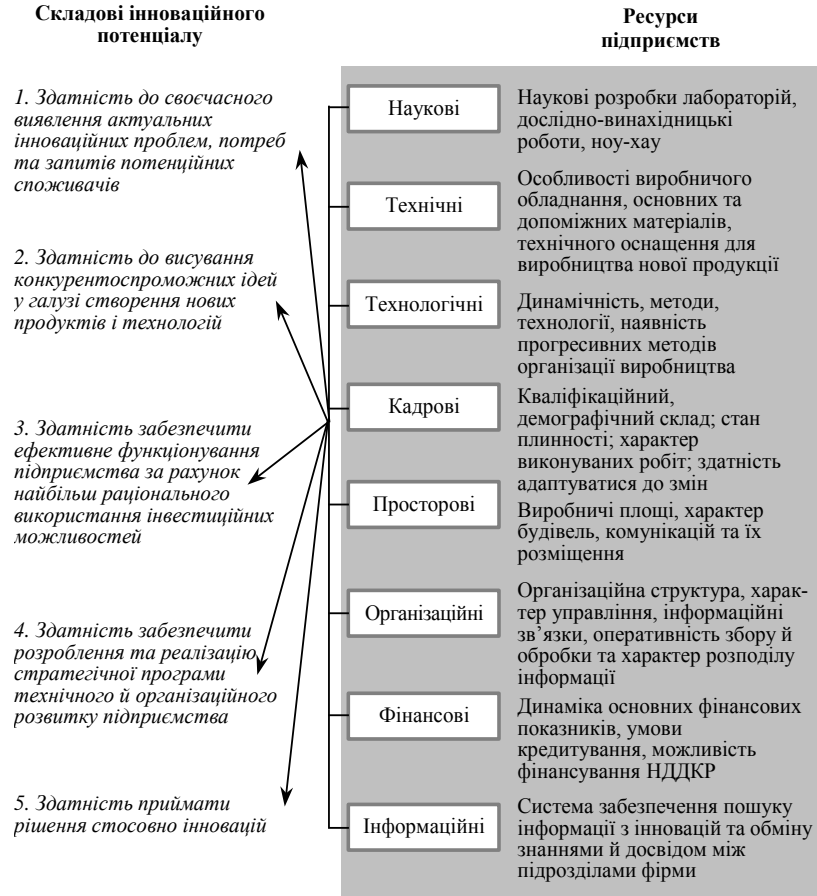 Складові інноваційного
потенціалу
Ресурси
підприємств
1. Здатність до своєчасного
виявлення актуальних
інноваційних проблем, потреб
та запитів потенційних
споживачів
2. Здатність до висування
конкурентоспроможних ідей
у галузі створення нових
продуктів і технологій
3. Здатність забезпечити
ефективне функціонування
підприємства за рахунок
найбільш раціонального
використання інвестиційних
можливостей
4. Здатність забезпечити
розроблення та реалізацію
стратегічної програми
технічного й організаційного
розвитку підприємства
5. Здатність приймати
рішення стосовно інновацій
Наукові
Наукові розробки лабораторій,
дослідно-винахідницькі
роботи, ноу-хау
Технічні
Особливості виробничого
обладнання, основних та
допоміжних матеріалів,
технічного оснащення для
виробництва нової продукції
Технологічні
Динамічність, методи,
технології, наявність
прогресивних методів
організації виробництва
Кадрові
Кваліфікаційний,
демографічний склад; стан
плинності; характер
виконуваних робіт; здатність
адаптуватися до змін
Просторові
Виробничі площі, характер
будівель, комунікацій та їх
розміщення
Організаційні
Організаційна структура, харак-
тер управління, інформаційні
зв’язки, оперативність збору й
обробки та характер розподілу
інформації
Фінансові
Динаміка основних фінансових
показників, умови
кредитування, можливість
фінансування НДДКР
Інформаційні
Система забезпечення пошуку
інформації з інновацій та обміну
знаннями й досвідом між
підрозділами фірми